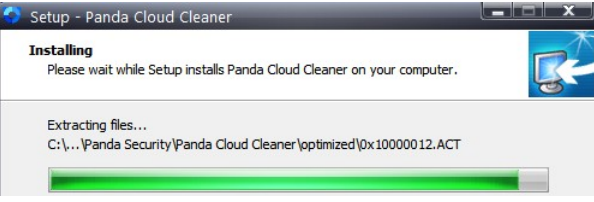 Setup - Panda Cloud Cleaner
Installing
Please wait while Setup installs Panda Cloud Cleaner on your computer.
Extracting files...
C:\...\Panda Security\Panda Cloud Cleaner\optimized\0x10000012.ACT